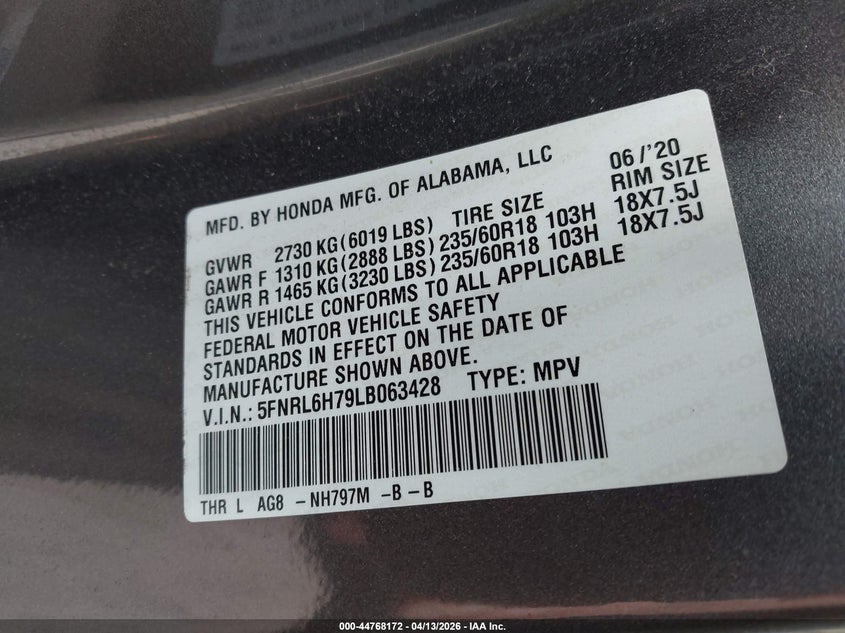 MFD. BY HONDA MFG. OF ALABAMA, LLC 06/'20
GVWR 2730 KG(6019 LBS) TIRE SIZE RIM SIZE
GAWR F 1310 KG(2888 LBS) 235/60R18 103H 18X7.5J
GAWR R 1465 KG(3230 LBS) 235/60R18 103H 18X7.5J
THIS VEHICLE CONFORMS TO ALL APPLICABLE
FEDERAL MOTOR VEHICLE SAFETY
STANDARDS IN EFFECT ON THE DATE OF
MANUFACTURE SHOWN ABOVE.
V.I.N.: 5FNRL6H79LB063428 TYPE: MPV
THR L AG8 -NH797M -B -B
000-44768172 - 04/13/2026 - IAA Inc.